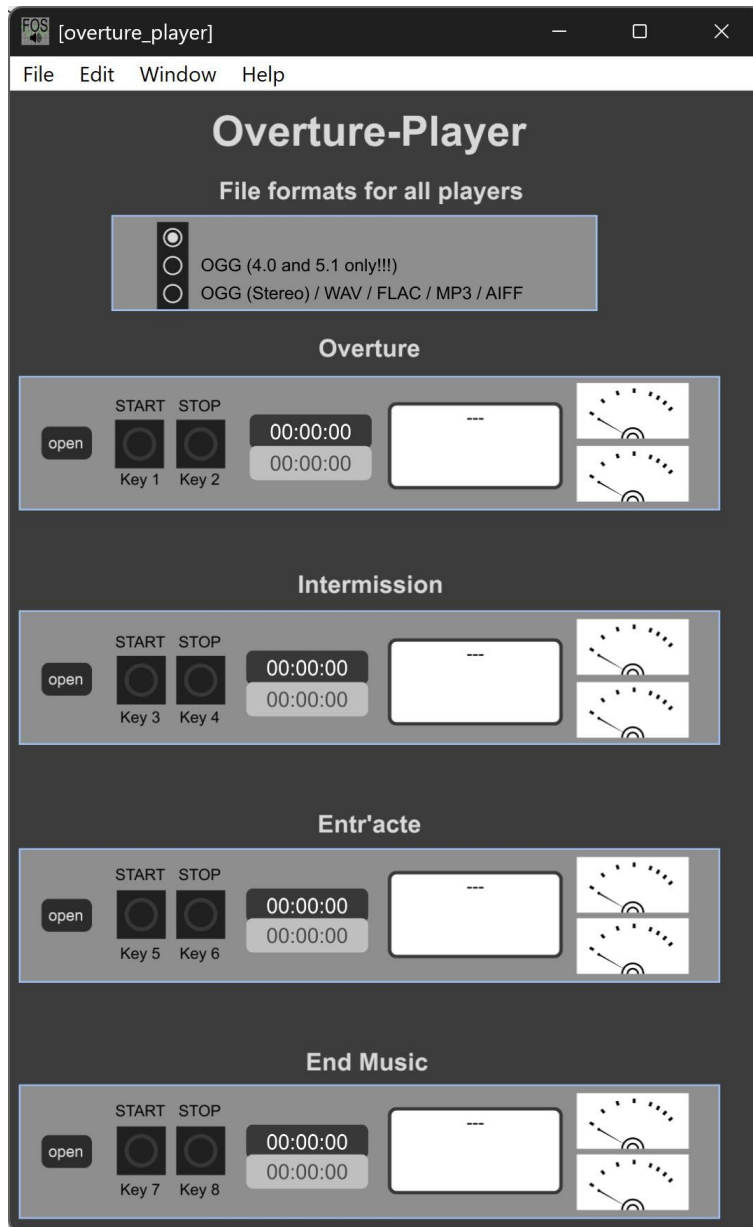 FOS
[overture_player]
File Edit Window Help
Overture-Player
File formats for all players
OGG (4.0 and 5.1 only!!!)
OGG (Stereo) / WAV / FLAC / MP3 / AIFF
Overture
START STOP
open
00:00:00
00:00:00
---
Key 1 Key 2
Intermission
START STOP
open
00:00:00
00:00:00
---
Key 3 Key 4
Entr'acte
START STOP
open
00:00:00
00:00:00
---
Key 5 Key 6
End Music
START STOP
open
00:00:00
00:00:00
---
Key 7 Key 8